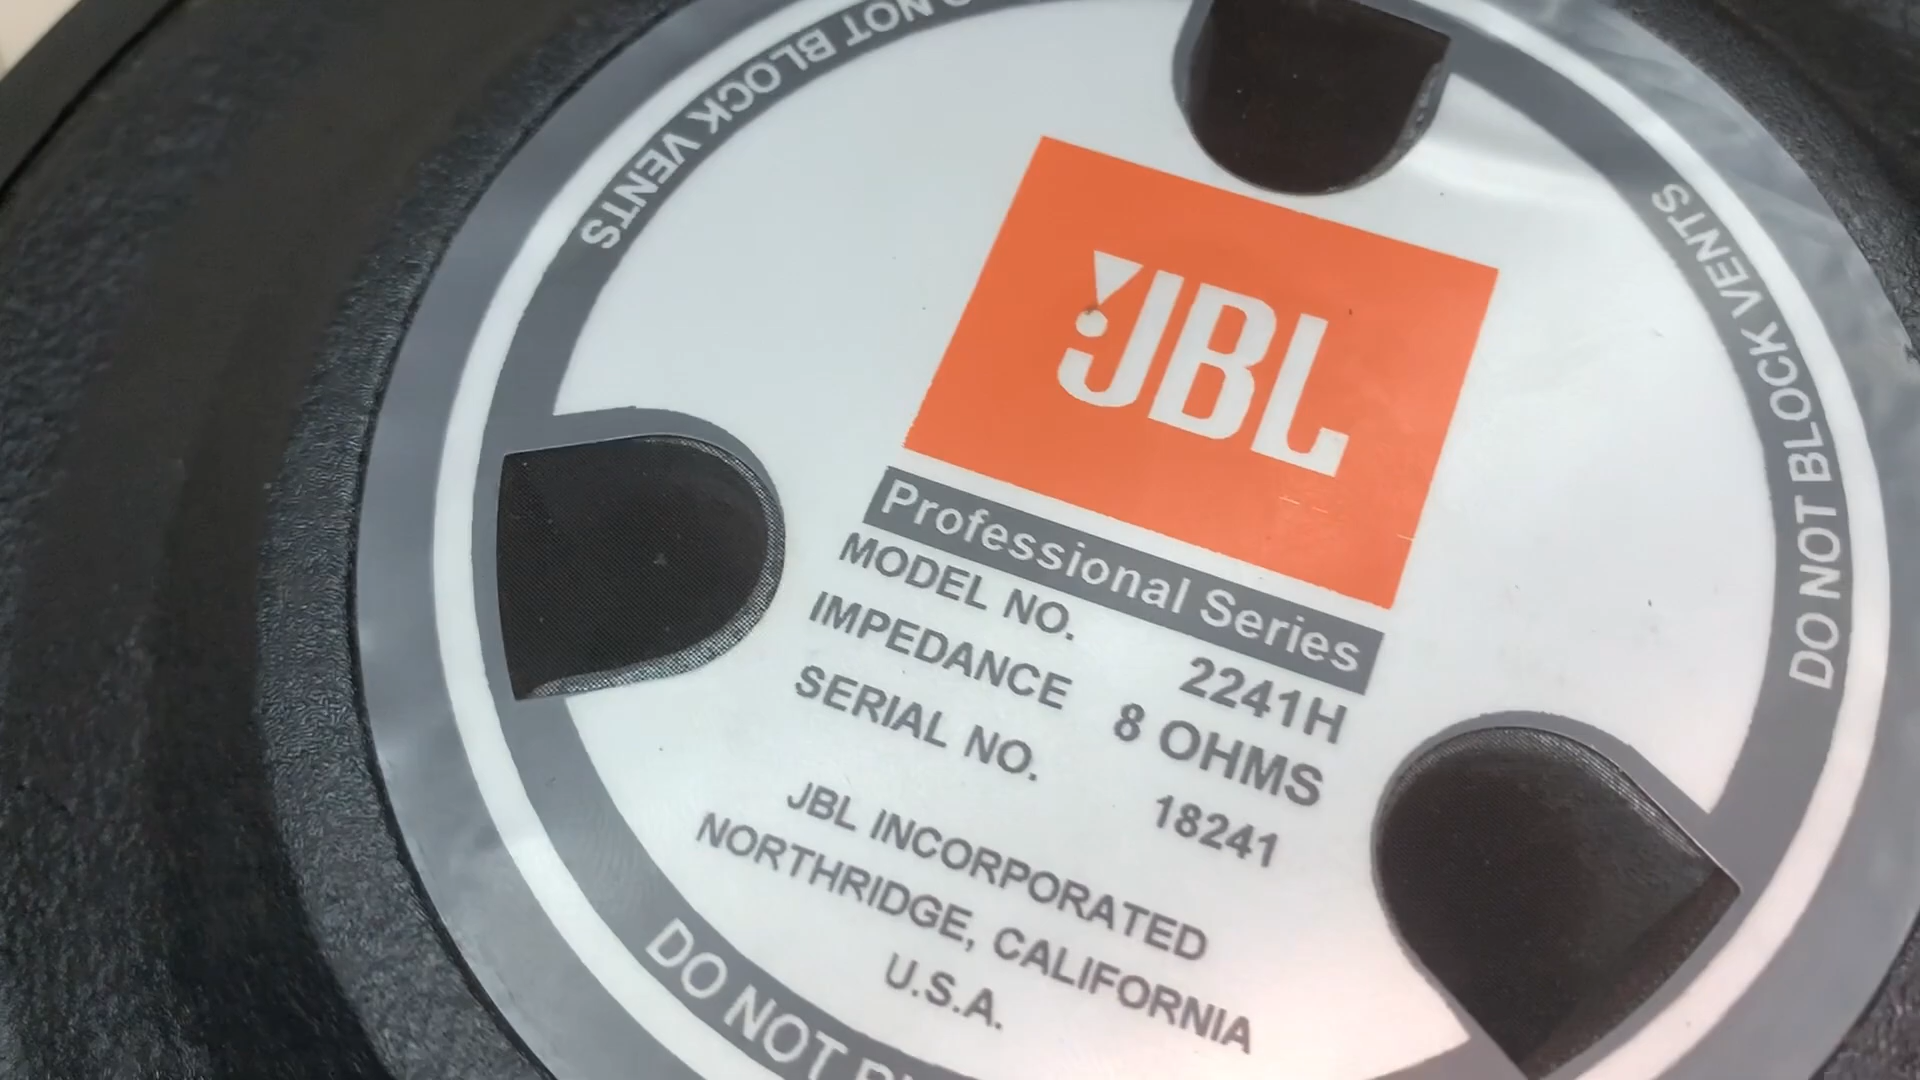 DO NOT BLOCK VENTS
DO NOT BLOCK VENTS
JBL
Professional Series
MODEL NO. 2241H
IMPEDANCE 8 OHMS
SERIAL NO. 18241
JBL INCORPORATED
NORTHRIDGE, CALIFORNIA
U.S.A.
DO NOT